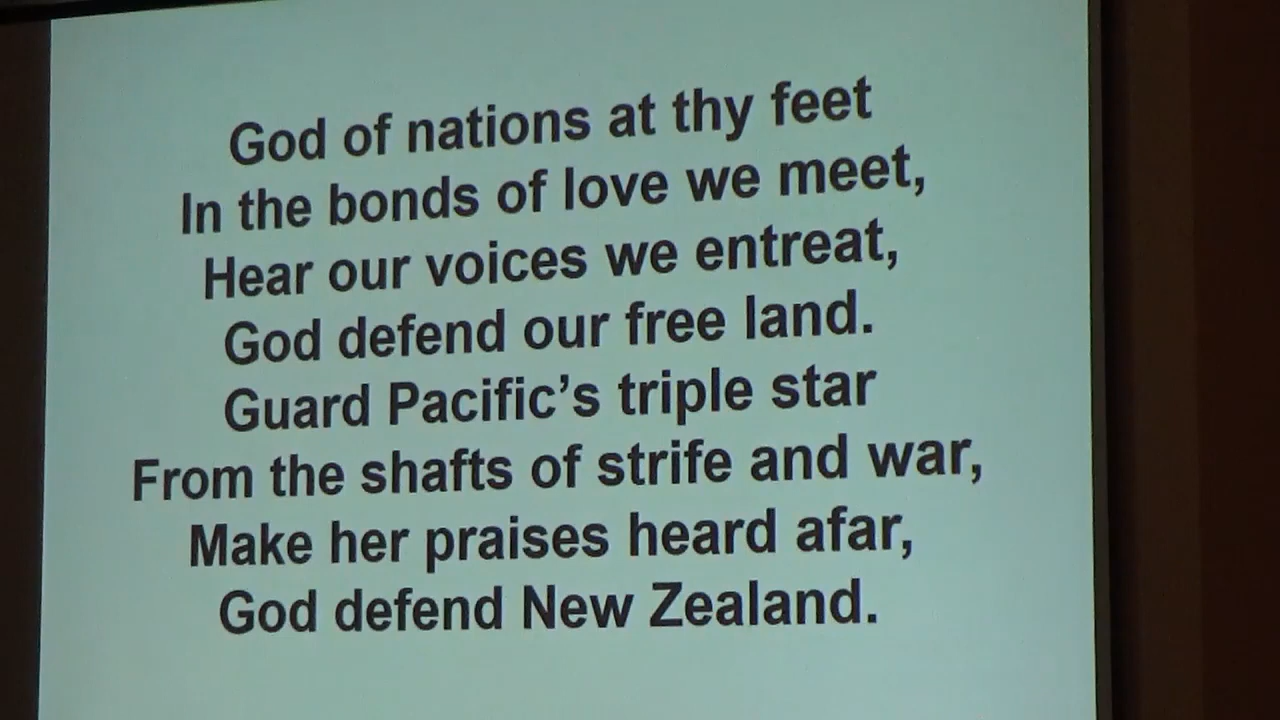 God of nations at thy feet
In the bonds of love we meet,
Hear our voices we entreat,
God defend our free land.
Guard Pacific’s triple star
From the shafts of strife and war,
Make her praises heard afar,
God defend New Zealand.